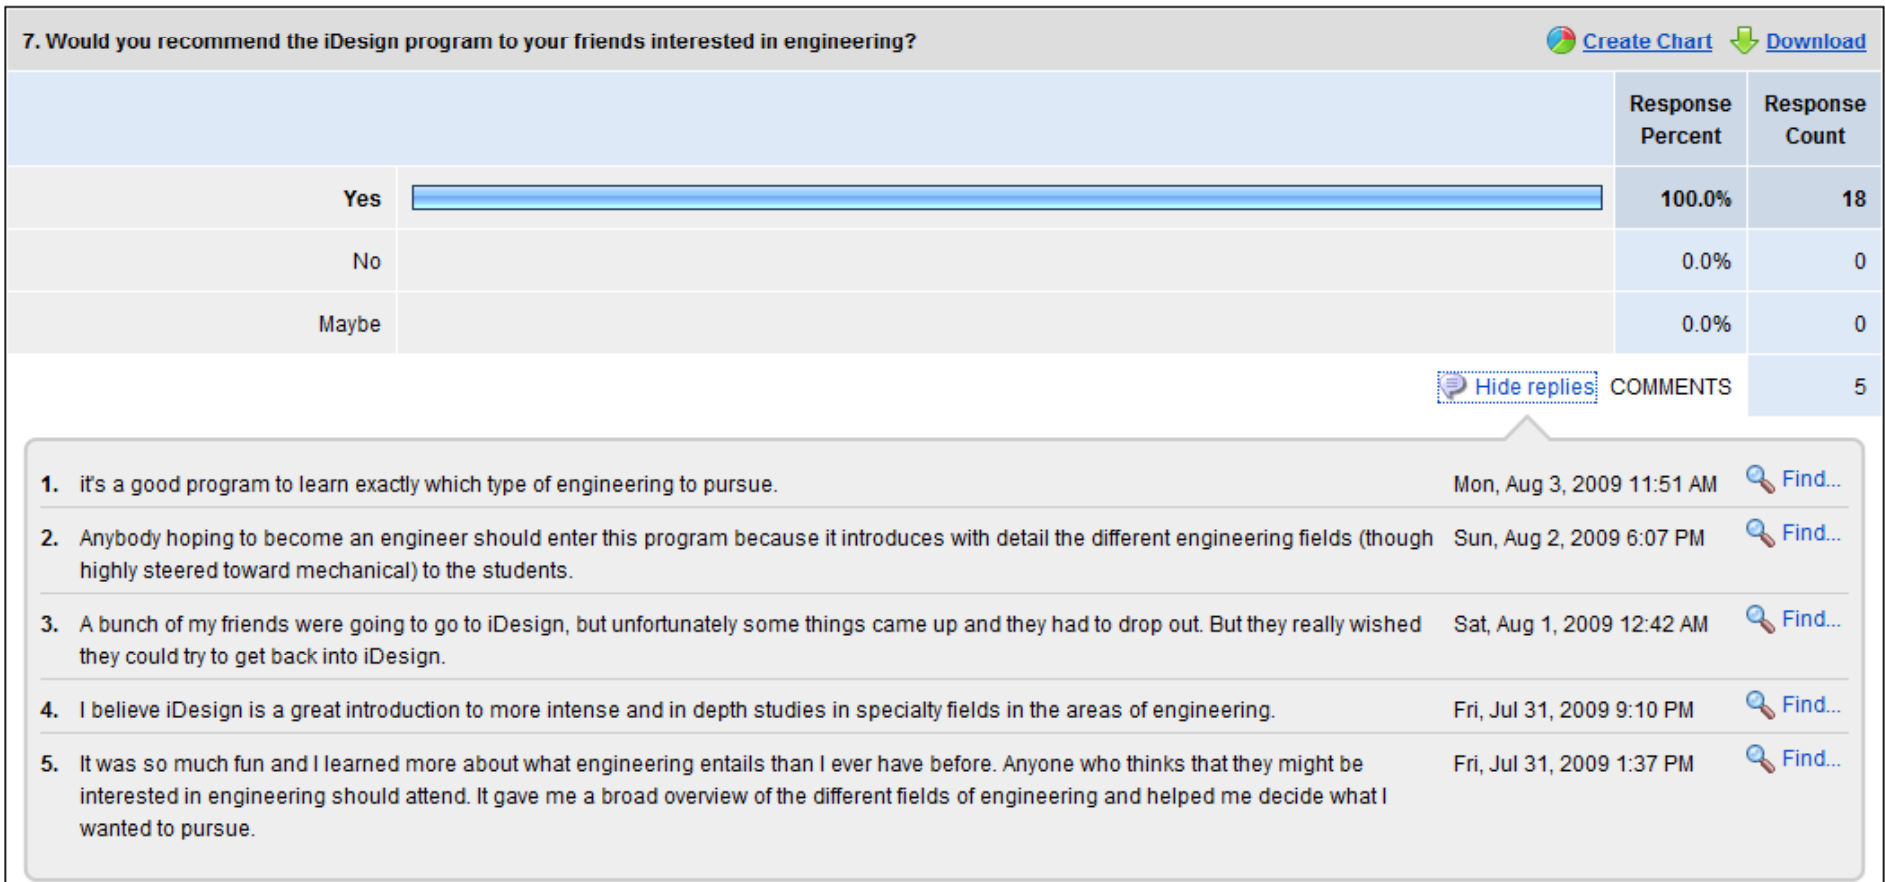 7. Would you recommend the iDesign program to your friends interested in engineering? Create Chart Download
Response Percent Response Count
Yes 100.0% 18
No 0.0% 0
Maybe 0.0% 0
Hide replies COMMENTS 5
1. it's a good program to learn exactly which type of engineering to pursue. Mon, Aug 3, 2009 11:51 AM Find...
2. Anybody hoping to become an engineer should enter this program because it introduces with detail the different engineering fields (though Sun, Aug 2, 2009 6:07 PM Find...
highly steered toward mechanical) to the students.
3. A bunch of my friends were going to go to iDesign, but unfortunately some things came up and they had to drop out. But they really wished Sat, Aug 1, 2009 12:42 AM Find...
they could try to get back into iDesign.
4. I believe iDesign is a great introduction to more intense and in depth studies in specialty fields in the areas of engineering. Fri, Jul 31, 2009 9:10 PM Find...
5. It was so much fun and I learned more about what engineering entails than I ever have before. Anyone who thinks that they might be Fri, Jul 31, 2009 1:37 PM Find...
interested in engineering should attend. It gave me a broad overview of the different fields of engineering and helped me decide what I
wanted to pursue.